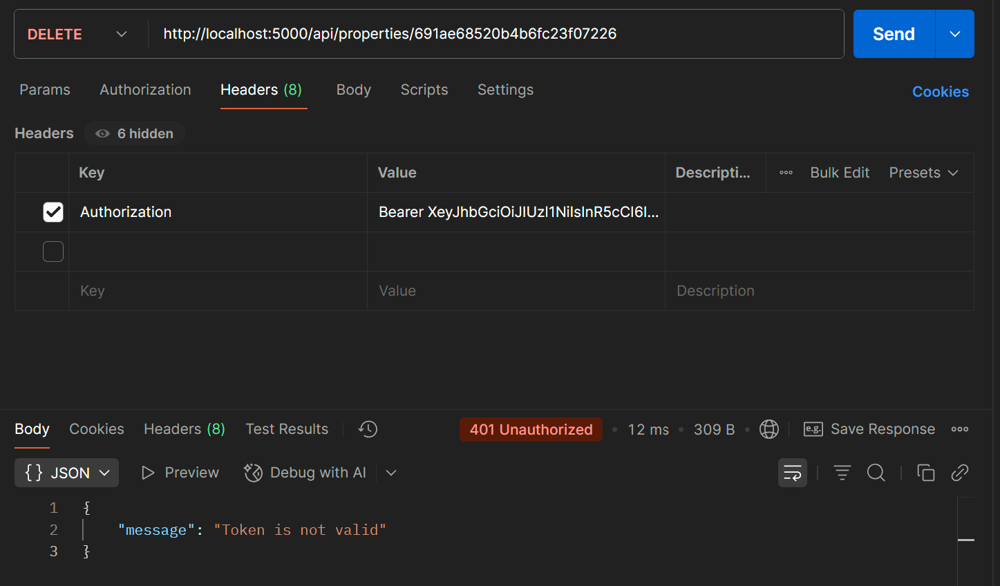 DELETE http://localhost:5000/api/properties/691ae68520b4b6fc23f07226 Send
Params Authorization Headers (8) Body Scripts Settings Cookies
Headers 6 hidden
Key Value Descripti... Bulk Edit Presets
Authorization Bearer XeyJhbGciOiJIUzI1NiIsInR5cCI6I...
Key Value Description
Body Cookies Headers (8) Test Results 401 Unauthorized • 12 ms • 309 B • e.g. Save Response
{} JSON Preview Debug with AI
1 {
2 "message": "Token is not valid"
3 }